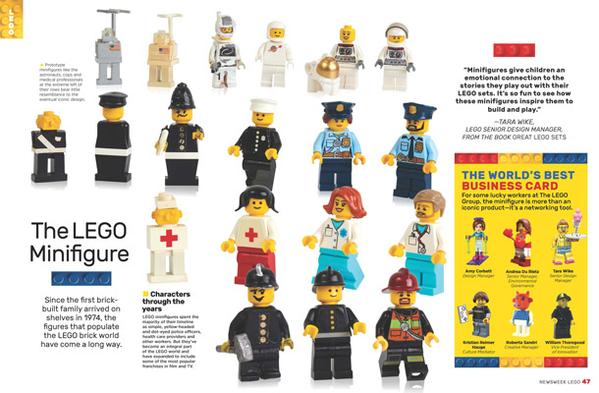 LEGO
Prototype
minifigures like the
astronauts, cops and
medical professionals
at the extreme left of
their rows bear little
resemblance to the
eventual iconic design.
The LEGO
Minifigure
Since the first brick-
built family arrived on
shelves in 1974, the
figures that populate
the LEGO brick world
have come a long way.
Characters
through the
years
LEGO minifigures spent the
majority of their timeline
as simple, yellow-headed
and dot-eyed police officers,
health care providers and
other workers. But they've
become an integral part
of the LEGO world and
have expanded to include
some of the most popular
franchises in film and TV.
"Minifigures give children an
emotional connection to the
stories they play out with their
LEGO sets. It's so fun to see how
these minifigures inspire them to
build and play."
—TARA WIKE,
LEGO SENIOR DESIGN MANAGER,
FROM THE BOOK GREAT LEGO SETS
THE WORLD'S BEST
BUSINESS CARD
For some lucky workers at The LEGO
Group, the minifigure is more than an
iconic product—it's a networking tool.
Amy Corbett
Design Manager
Andrea Du Rietz
Senior Manager,
Environmental
Governance
Tara Wike
Senior Design
Manager
Kristian Reimer
Hauge
Culture Mediator
Roberta Sandri
Creative Manager
William Thorogood
Vice President
of Innovation
NEWSWEEK LEGO 47